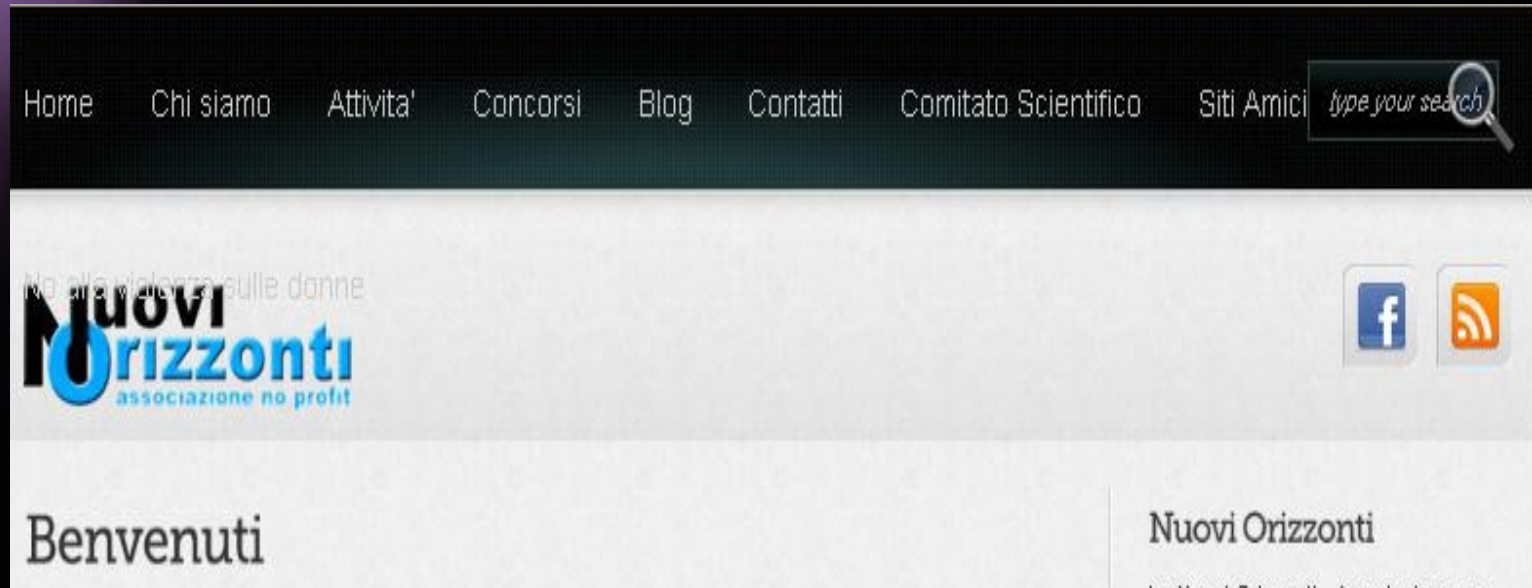 Home Chi siamo Attivita' Concorsi Blog Contatti Comitato Scientifico Siti Amici type your search
No alla violenza sulle donne
Nuovi
Orizzonti
associazione no profit
Benvenuti
Nuovi Orizzonti